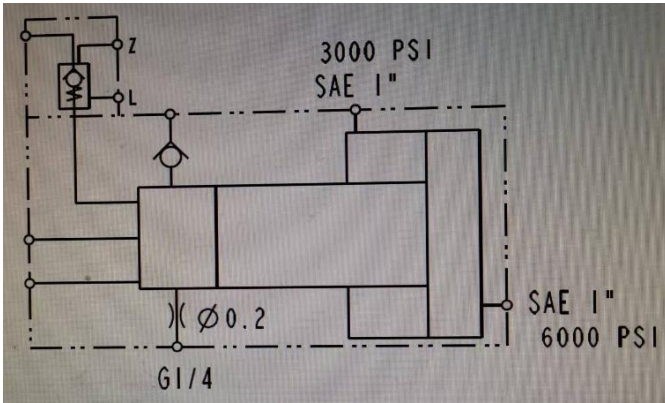 Z
3000 PSI
SAE 1"
L
)( Ø0.2
SAE 1"
6000 PSI
G1/4